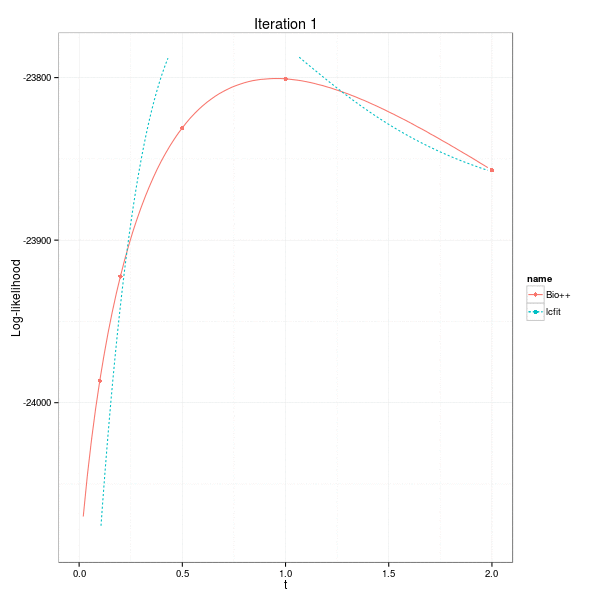 Iteration 1
Log-likelihood
-23800
-23900
-24000
0.0 0.5 1.0 1.5 2.0
t
name
Bio++
lcfit